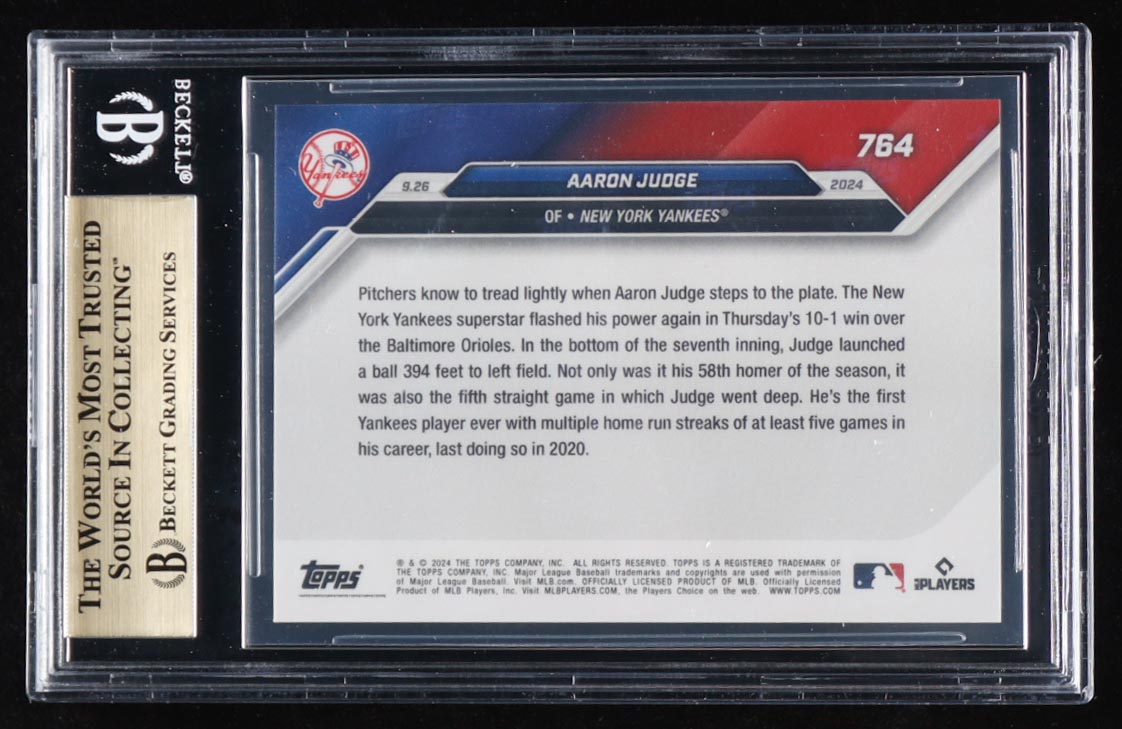 BECKETT®
THE WORLD'S MOST TRUSTED
SOURCE IN COLLECTING™
BECKETT GRADING SERVICES
Yankees
764
9.26
AARON JUDGE
2024
OF • NEW YORK YANKEES®
Pitchers know to tread lightly when Aaron Judge steps to the plate. The New
York Yankees superstar flashed his power again in Thursday's 10-1 win over
the Baltimore Orioles. In the bottom of the seventh inning, Judge launched
a ball 394 feet to left field. Not only was it his 58th homer of the season, it
was also the fifth straight game in which Judge went deep. He's the first
Yankees player ever with multiple home run streaks of at least five games in
his career, last doing so in 2020.
Topps®
® & © 2024 THE TOPPS COMPANY, INC. ALL RIGHTS RESERVED. TOPPS IS A REGISTERED TRADEMARK OF
THE TOPPS COMPANY, INC. Major League Baseball trademarks and copyrights are used with permission
of Major League Baseball. Visit MLB.com. OFFICIALLY LICENSED PRODUCT OF MLB. Officially Licensed
Product of MLB Players, Inc. Visit MLBPLAYERS.COM, the Players Choice on the web. WWW.TOPPS.COM
MLB PLAYERS